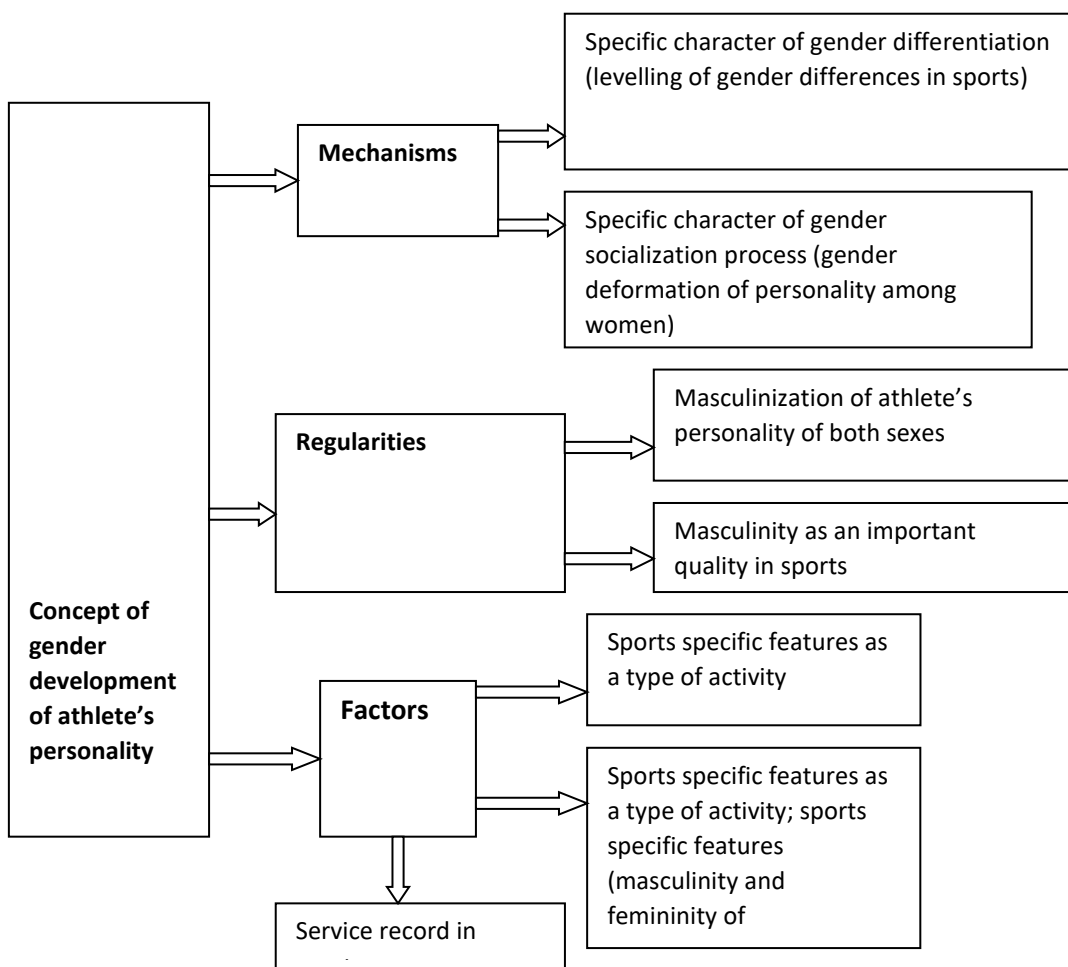 Concept of
gender
development
of athlete’s
personality
Mechanisms
Specific character of gender differentiation
(levelling of gender differences in sports)
Specific character of gender
socialization process (gender
deformation of personality among
women)
Regularities
Masculinization of athlete’s
personality of both sexes
Masculinity as an important
quality in sports
Factors
Sports specific features as
a type of activity
Sports specific features as
a type of activity; sports
specific features
(masculinity and
femininity of
Service record in